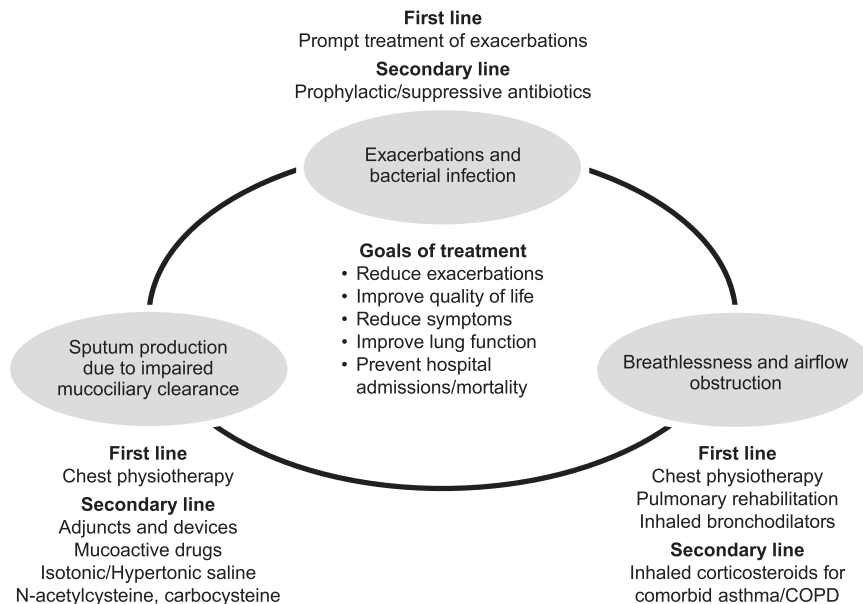 First line
Prompt treatment of exacerbations
Secondary line
Prophylactic/suppressive antibiotics
Exacerbations and
bacterial infection
Goals of treatment
• Reduce exacerbations
• Improve quality of life
• Reduce symptoms
• Improve lung function
• Prevent hospital
admissions/mortality
Sputum production
due to impaired
mucociliary clearance
First line
Chest physiotherapy
Secondary line
Adjuncts and devices
Mucoactive drugs
Isotonic/Hypertonic saline
N-acetylcysteine, carbocysteine
Breathlessness and airflow
obstruction
First line
Chest physiotherapy
Pulmonary rehabilitation
Inhaled bronchodilators
Secondary line
Inhaled corticosteroids for
comorbid asthma/COPD